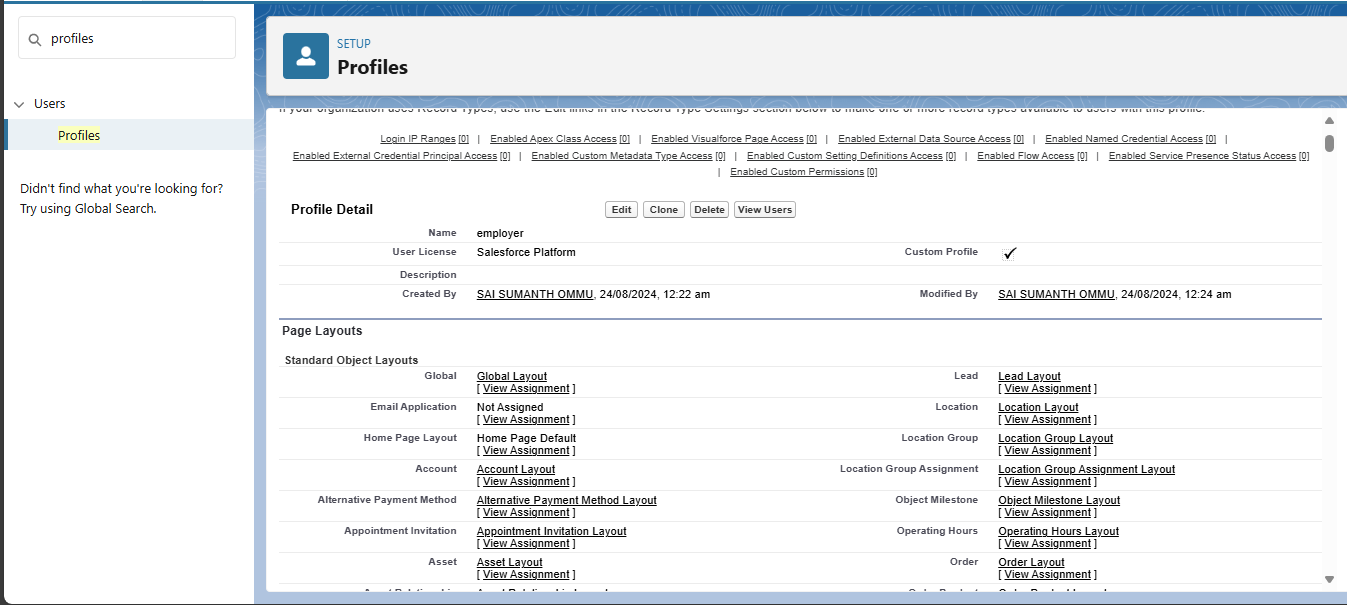 profiles
Users
Profiles
Didn't find what you're looking for?
Try using Global Search.
SETUP
Profiles
If your organization uses Record Types, use the Edit links in the Record Type Settings section below to make one or more record types available to users with this profile.
Login IP Ranges [0] | Enabled Apex Class Access [0] | Enabled Visualforce Page Access [0] | Enabled External Data Source Access [0] | Enabled Named Credential Access [0] |
Enabled External Credential Principal Access [0] | Enabled Custom Metadata Type Access [0] | Enabled Custom Setting Definitions Access [0] | Enabled Flow Access [0] | Enabled Service Presence Status Access [0]
| Enabled Custom Permissions [0]
Profile Detail Edit Clone Delete View Users
Name employer
User License Salesforce Platform Custom Profile ✓
Description
Created By SAI SUMANTH OMMU, 24/08/2024, 12:22 am Modified By SAI SUMANTH OMMU, 24/08/2024, 12:24 am
Page Layouts
Standard Object Layouts
Global Global Layout Lead Lead Layout
[ View Assignment ] [ View Assignment ]
Email Application Not Assigned Location Location Layout
[ View Assignment ] [ View Assignment ]
Home Page Layout Home Page Default Location Group Location Group Layout
[ View Assignment ] [ View Assignment ]
Account Account Layout Location Group Assignment Location Group Assignment Layout
[ View Assignment ] [ View Assignment ]
Alternative Payment Method Alternative Payment Method Layout Object Milestone Object Milestone Layout
[ View Assignment ] [ View Assignment ]
Appointment Invitation Appointment Invitation Layout Operating Hours Operating Hours Layout
[ View Assignment ] [ View Assignment ]
Asset Asset Layout Order Order Layout
[ View Assignment ] [ View Assignment ]